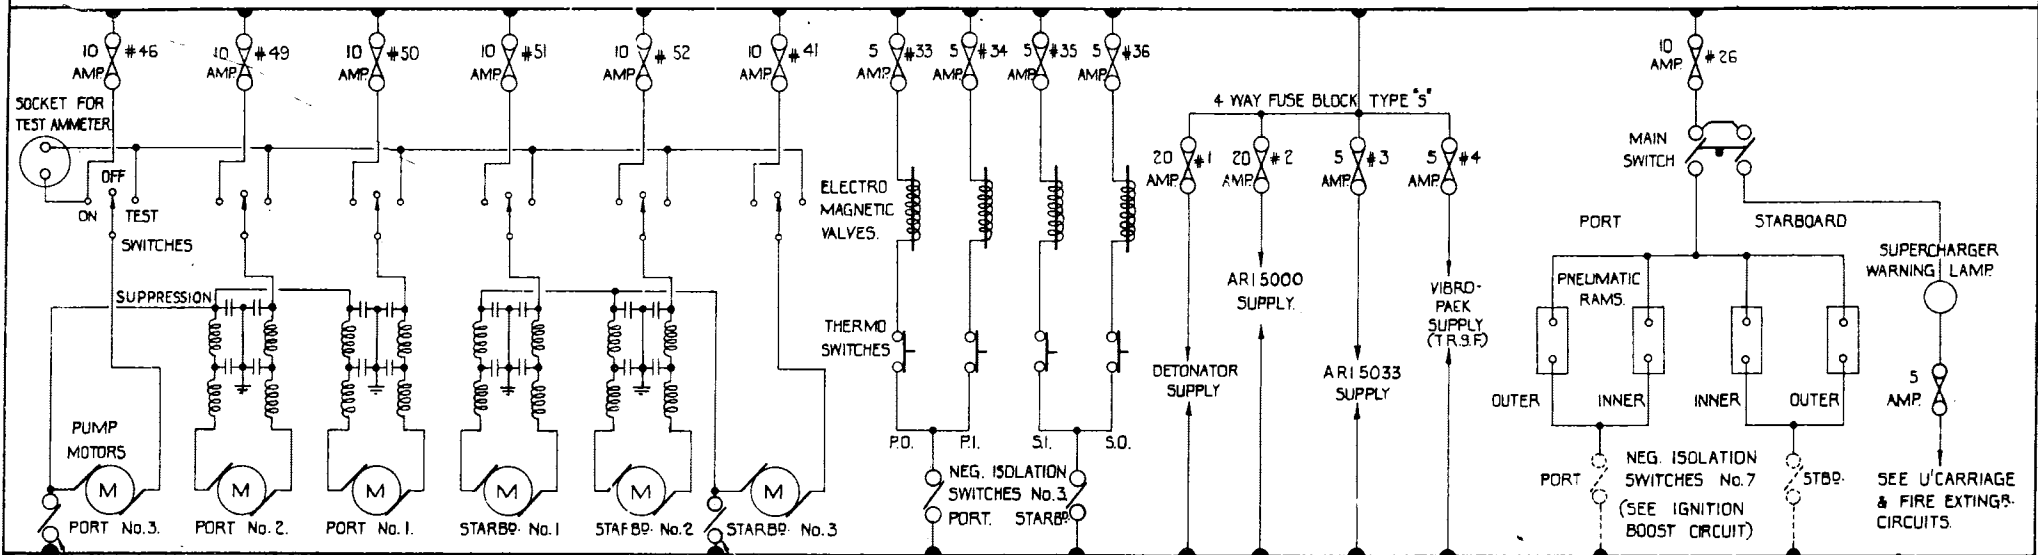 10 AMP. #46
10 AMP. #49
10 AMP. #50
10 AMP. #51
10 AMP. #52
10 AMP. #41
5 AMP. #33
5 AMP. #34
5 AMP. #35
5 AMP. #36
10 AMP. #26
SOCKET FOR
TEST AMMETER
OFF
ON
TEST
SWITCHES
SUPPRESSION
PUMP
MOTORS
M
M
M
M
M
M
PORT No.3.
PORT No.2.
PORT No.1.
STARBD. No.1
STARBD. No.2
STARBD. No.3
ELECTRO
MAGNETIC
VALVES.
THERMO
SWITCHES
P.O.
P.I.
S.I.
S.O.
NEG. ISOLATION
SWITCHES No.3.
PORT.
STARBD.
4 WAY FUSE BLOCK TYPE "S"
20 AMP. #1
20 AMP. #2
5 AMP. #3
5 AMP. #4
DETONATOR
SUPPLY
ARI 5000
SUPPLY.
ARI 5033
SUPPLY
VIBRO-
PACK
SUPPLY
(T.R.9.F)
MAIN
SWITCH
PORT
STARBOARD
PNEUMATIC
RAMS.
SUPERCHARGER
WARNING LAMP.
OUTER
INNER
INNER
OUTER
5
AMP.
PORT
NEG. ISOLATION
SWITCHES No.7
(SEE IGNITION
BOOST CIRCUIT)
STBD.
SEE U'CARRIAGE
& FIRE EXTINGR.
CIRCUITS.